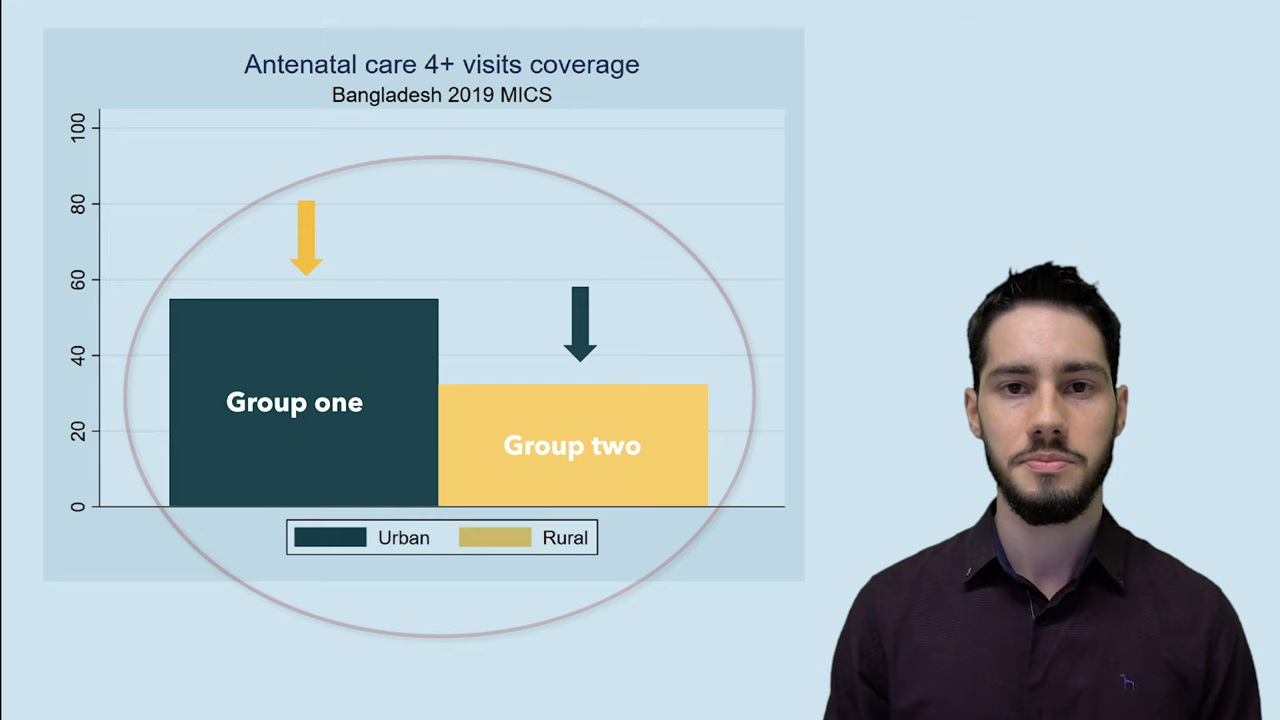 Antenatal care 4+ visits coverage
Bangladesh 2019 MICS
100
80
60
40
20
0
Group one
Group two
Urban
Rural